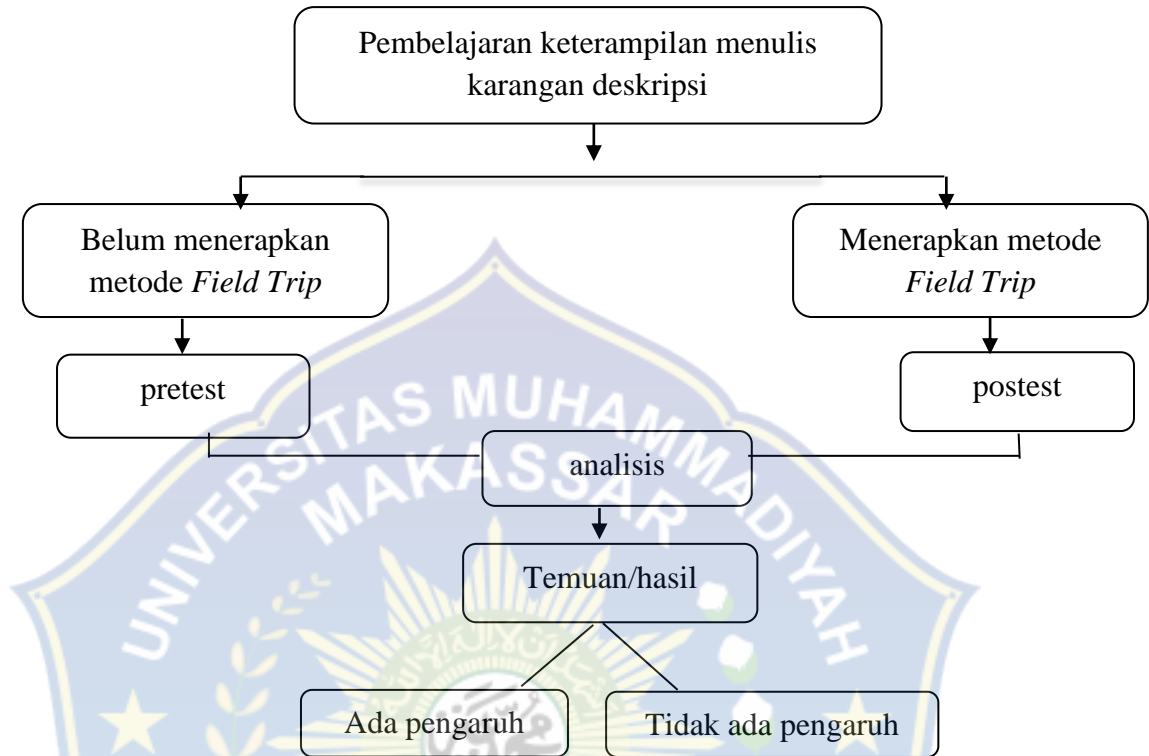 Pembelajaran keterampilan menulis
karangan deskripsi
Belum menerapkan
metode Field Trip
Menerapkan metode
Field Trip
pretest
postest
analisis
Temuan/hasil
Ada pengaruh
Tidak ada pengaruh
UNIVERSITAS MUHAMMADIYAH
MAKASSAR